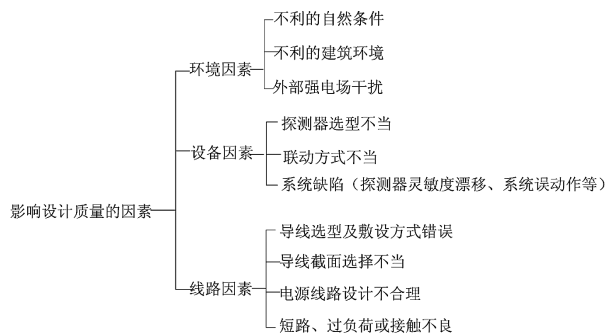 影响设计质量的因素
环境因素
不利的自然条件
不利的建筑环境
外部强电场干扰
设备因素
探测器选型不当
联动方式不当
系统缺陷（探测器灵敏度漂移、系统误动作等）
线路因素
导线选型及敷设方式错误
导线截面选择不当
电源线路设计不合理
短路、过负荷或接触不良